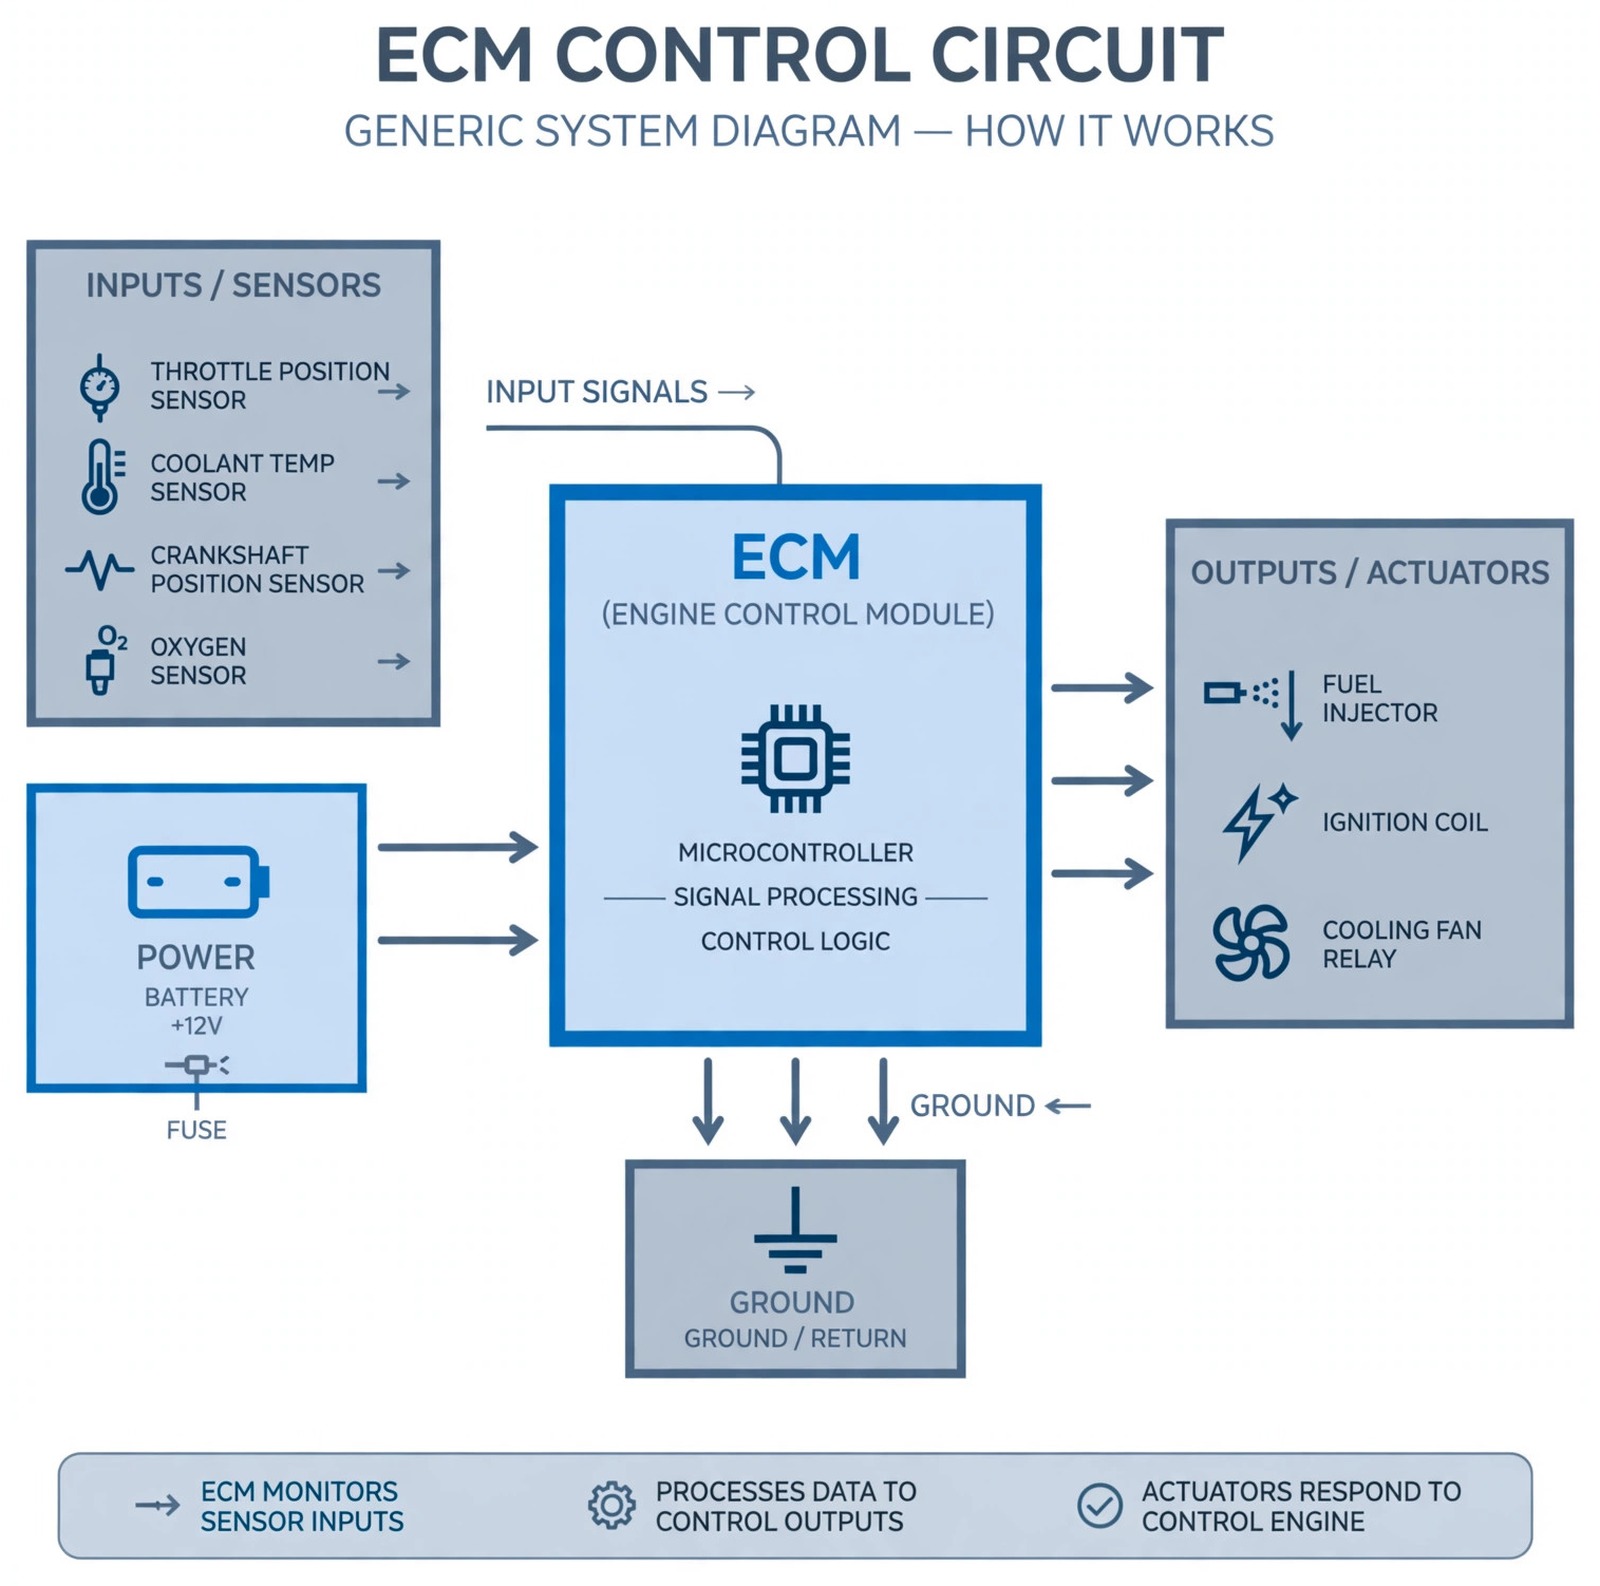 ECM CONTROL CIRCUIT
GENERIC SYSTEM DIAGRAM — HOW IT WORKS
INPUTS / SENSORS
THROTTLE POSITION
SENSOR
COOLANT TEMP
SENSOR
CRANKSHAFT
POSITION SENSOR
O₂
OXYGEN
SENSOR
INPUT SIGNALS →
POWER
BATTERY
+12V
FUSE
ECM
(ENGINE CONTROL MODULE)
MICROCONTROLLER
SIGNAL PROCESSING
CONTROL LOGIC
OUTPUTS / ACTUATORS
FUEL
INJECTOR
IGNITION COIL
COOLING FAN
RELAY
GROUND ←
GROUND
GROUND / RETURN
ECM MONITORS
SENSOR INPUTS
PROCESSES DATA TO
CONTROL OUTPUTS
ACTUATORS RESPOND TO
CONTROL ENGINE